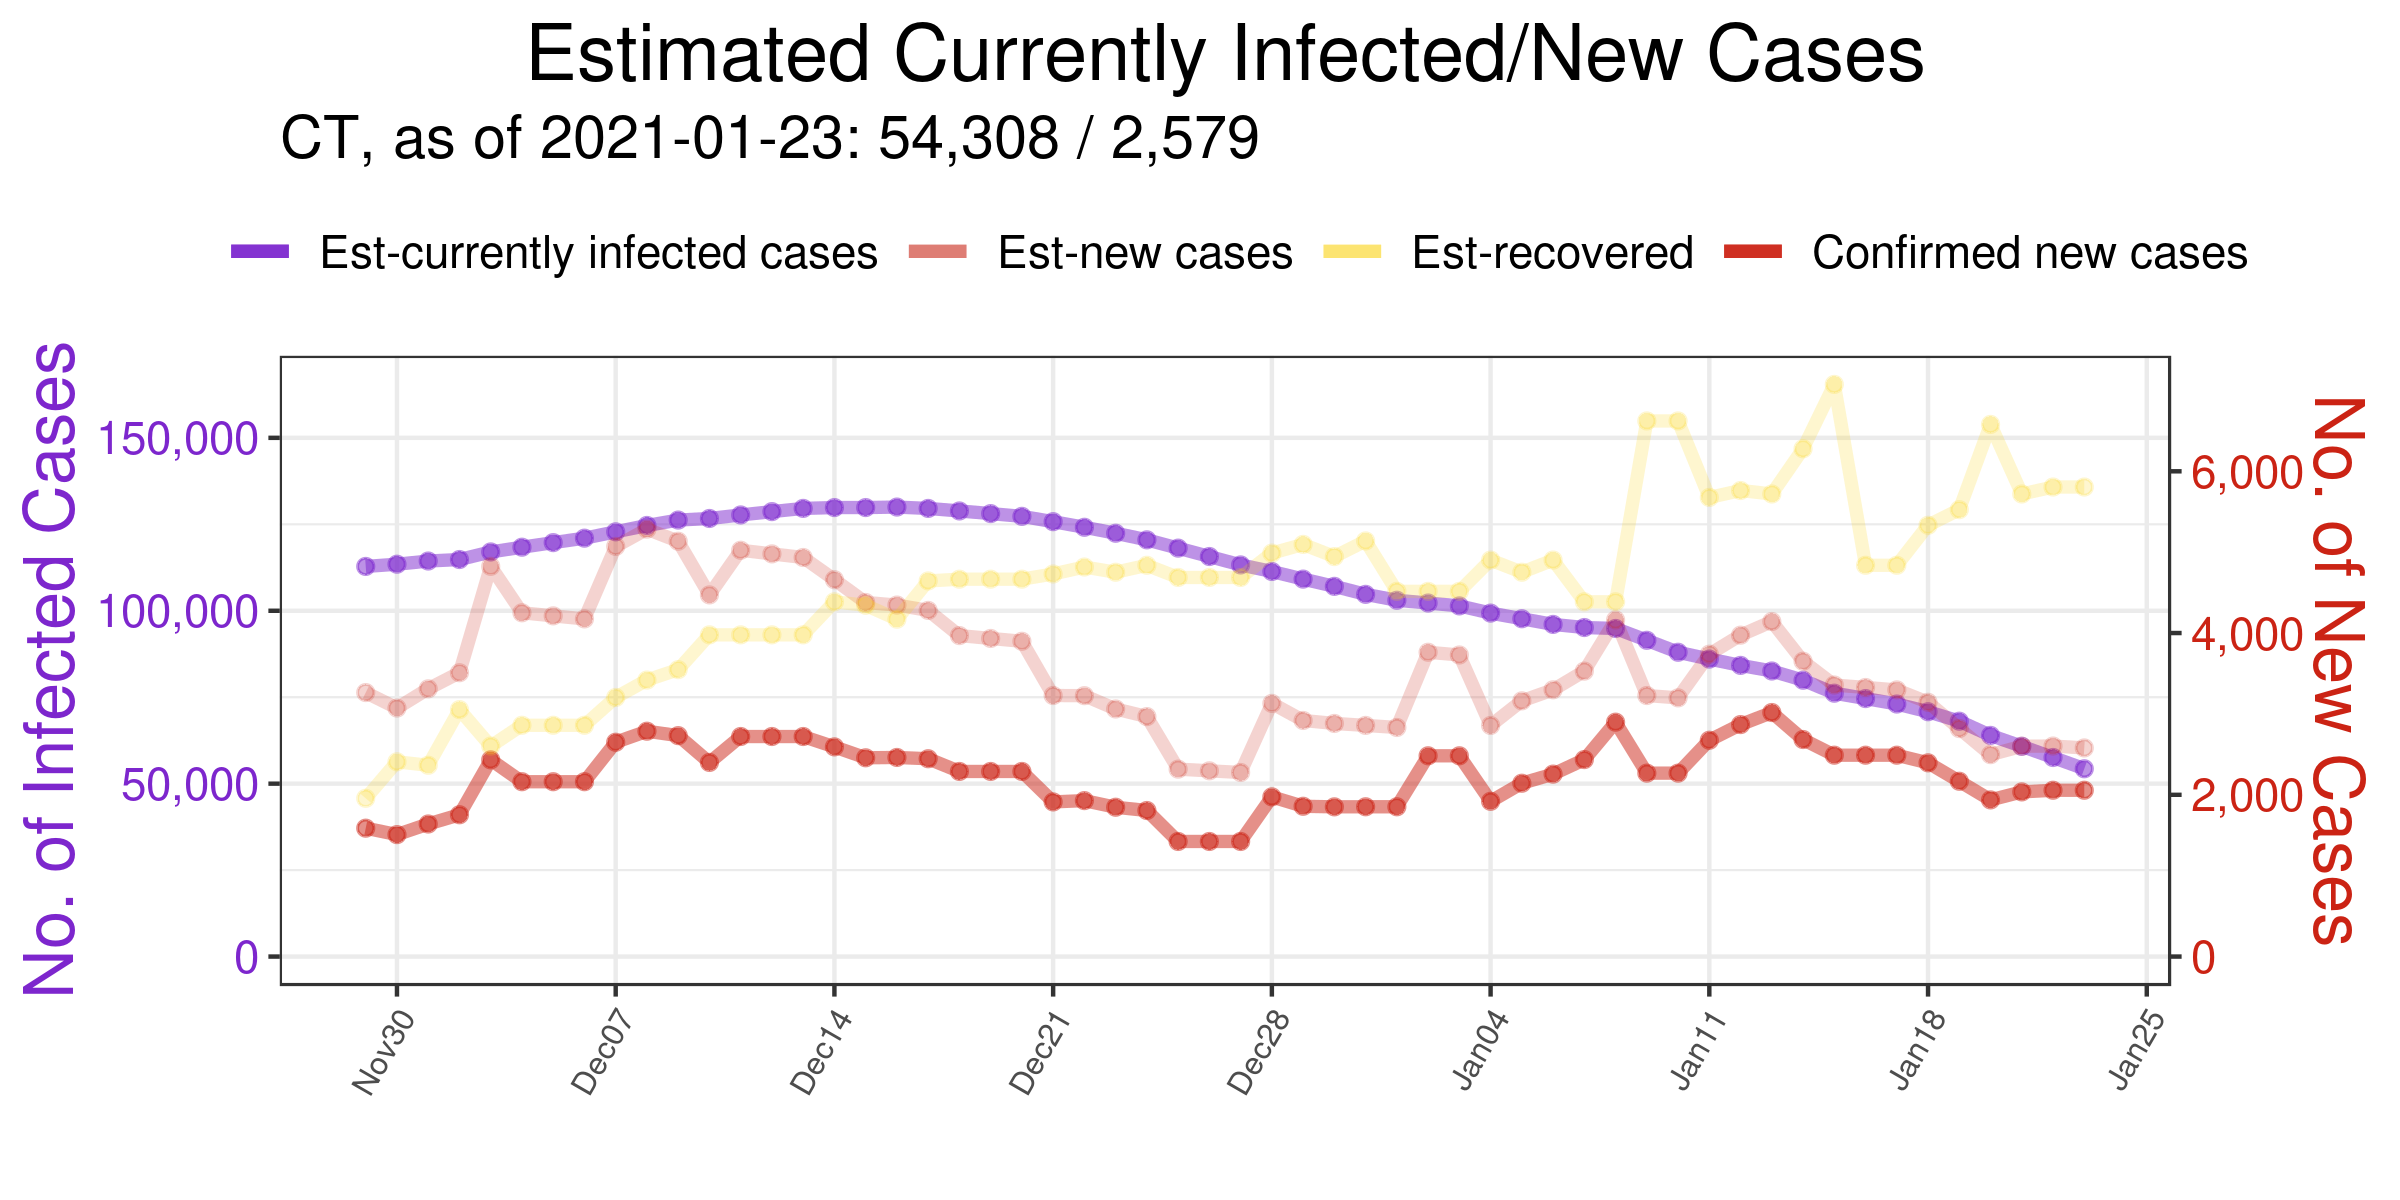 Estimated Currently Infected/New Cases
CT, as of 2021-01-23: 54,308 / 2,579
Est-currently infected cases Est-new cases Est-recovered Confirmed new cases
No. of Infected Cases
150,000
100,000
50,000
0
6,000
4,000
2,000
0
No. of New Cases
Nov30 Dec07 Dec14 Dec21 Dec28 Jan04 Jan11 Jan18 Jan25